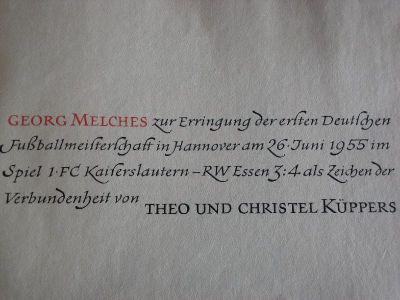 GEORG MELCHES zur Erringung der erſten Deutſchen
Fußballmeiſterſchaft in Hannover am 26·Juni 1955 im
Spiel 1·FC Kaiſerslautern – RW Essen 3:4 als Zeichen der
Verbundenheit von THEO UND CHRISTEL KÜPPERS